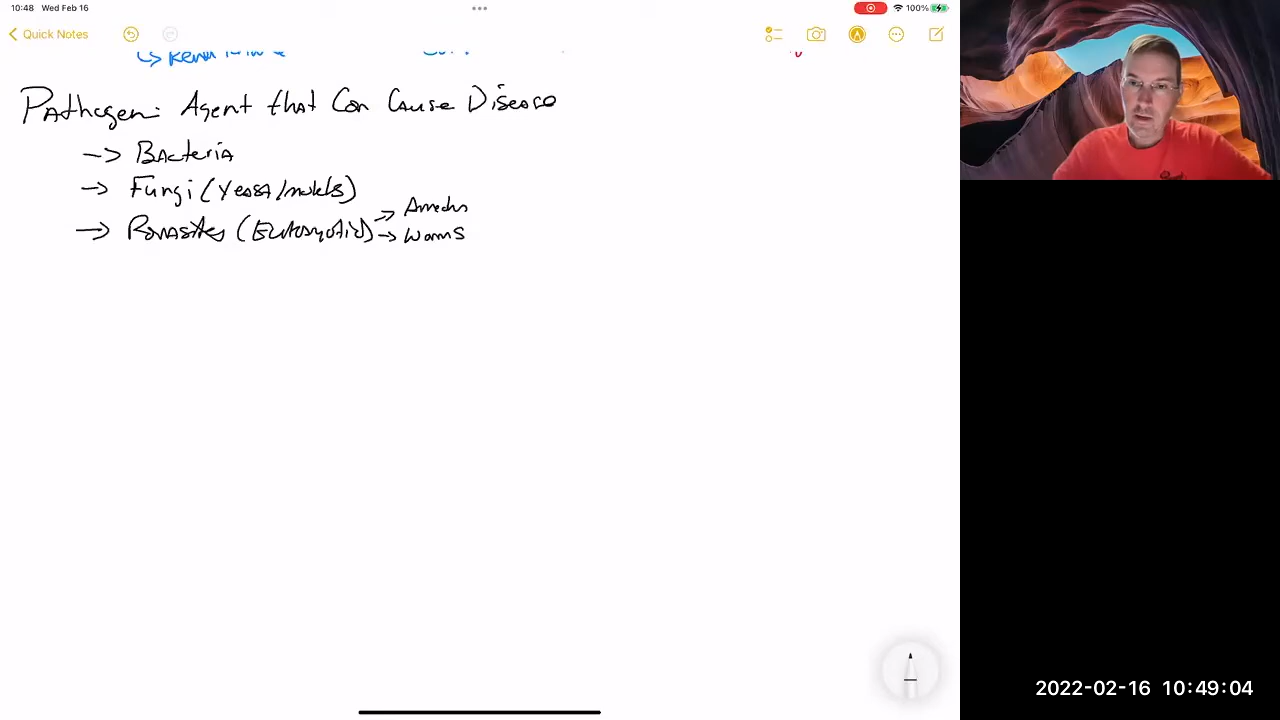 10:48 Wed Feb 16
100%
Quick Notes
Pathogen: Agent that Can Cause Disease
-> Bacteria
-> Fungi (Yeast/molds)
-> Parasites (Eukaryotic) -> Amebas
-> Worms
2022-02-16 10:49:04